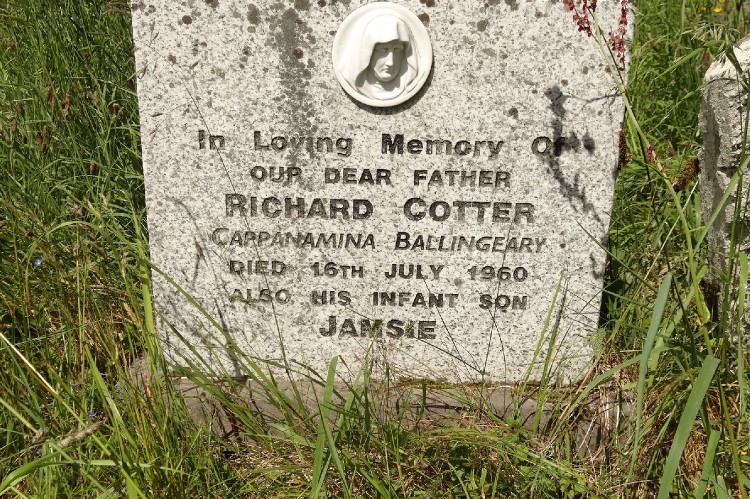 In Loving Memory Of
OUR DEAR FATHER
RICHARD COTTER
CARRANAMINA BALLINGEARY
DIED 16TH JULY 1960
ALSO HIS INFANT SON
JAMSIE